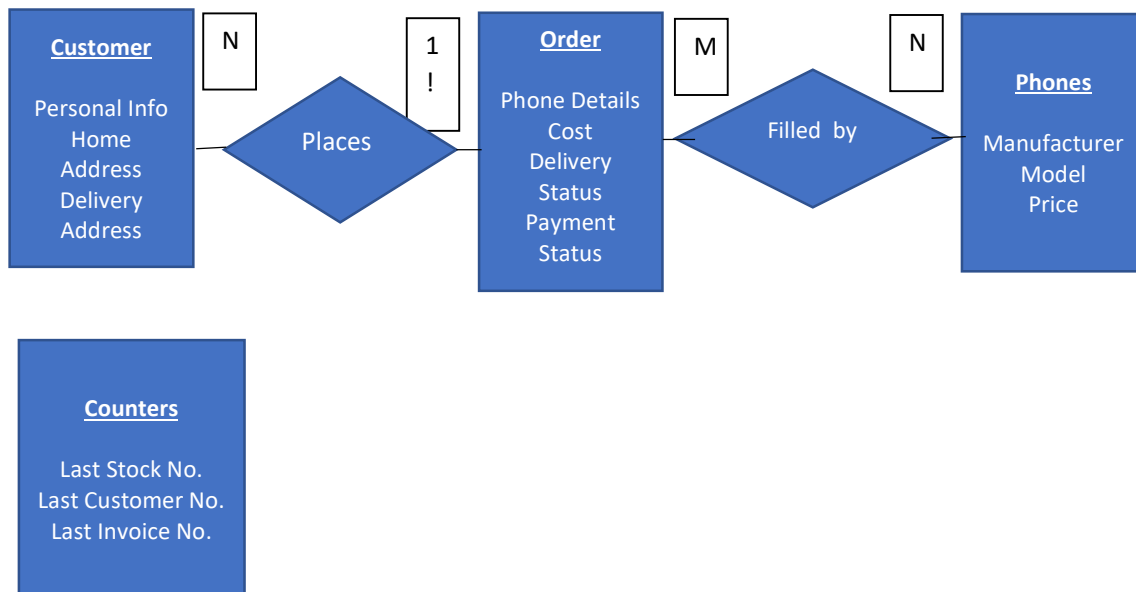 Customer
Personal Info
Home
Address
Delivery
Address
N
Places
1
!
Order
Phone Details
Cost
Delivery
Status
Payment
Status
M
Filled by
N
Phones
Manufacturer
Model
Price
Counters
Last Stock No.
Last Customer No.
Last Invoice No.